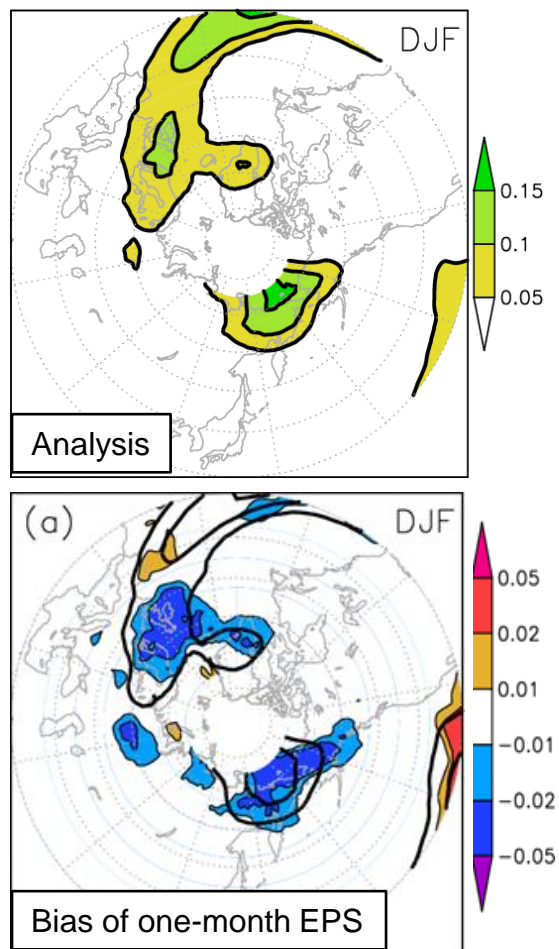 DJF
0.15
0.1
0.05
Analysis
(a)
DJF
0.05
0.02
0.01
-0.01
-0.02
-0.05
Bias of one-month EPS